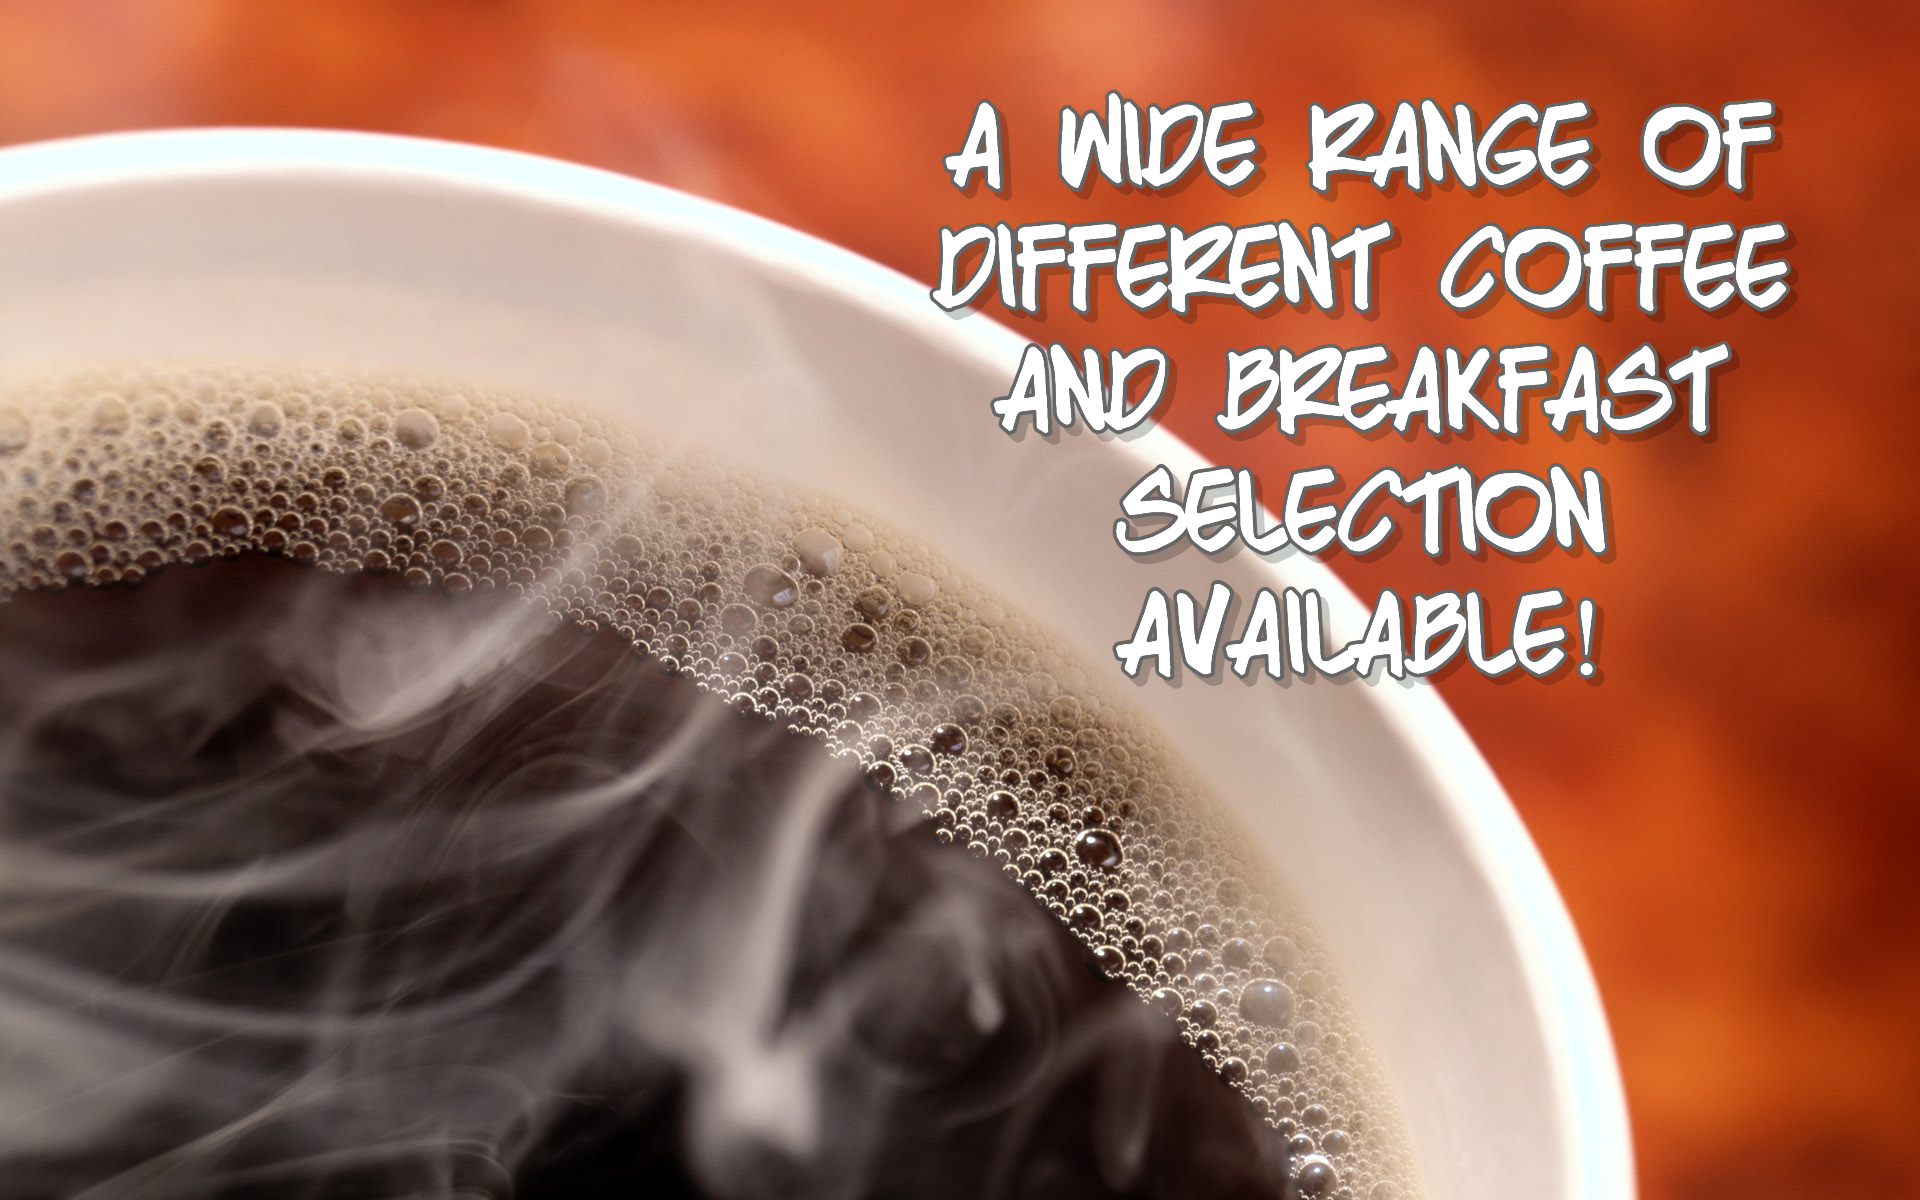 A WIDE RANGE OF
DIFFERENT COFFEE
AND BREAKFAST
SELECTION
AVAILABLE!